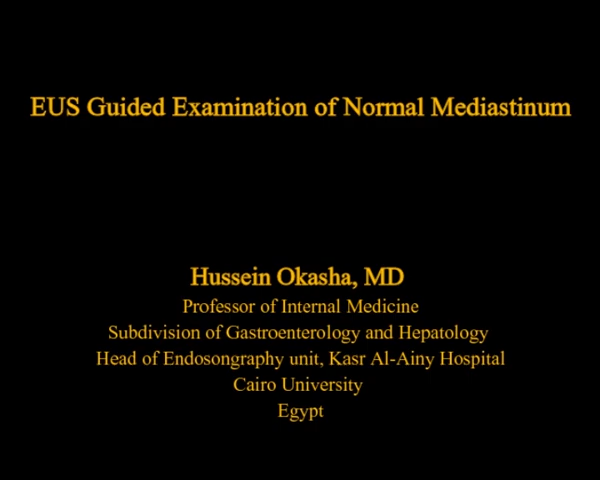 EUS Guided Examination of Normal Mediastinum
Hussein Okasha, MD
Professor of Internal Medicine
Subdivision of Gastroenterology and Hepatology
Head of Endosongraphy unit, Kasr Al-Ainy Hospital
Cairo University
Egypt